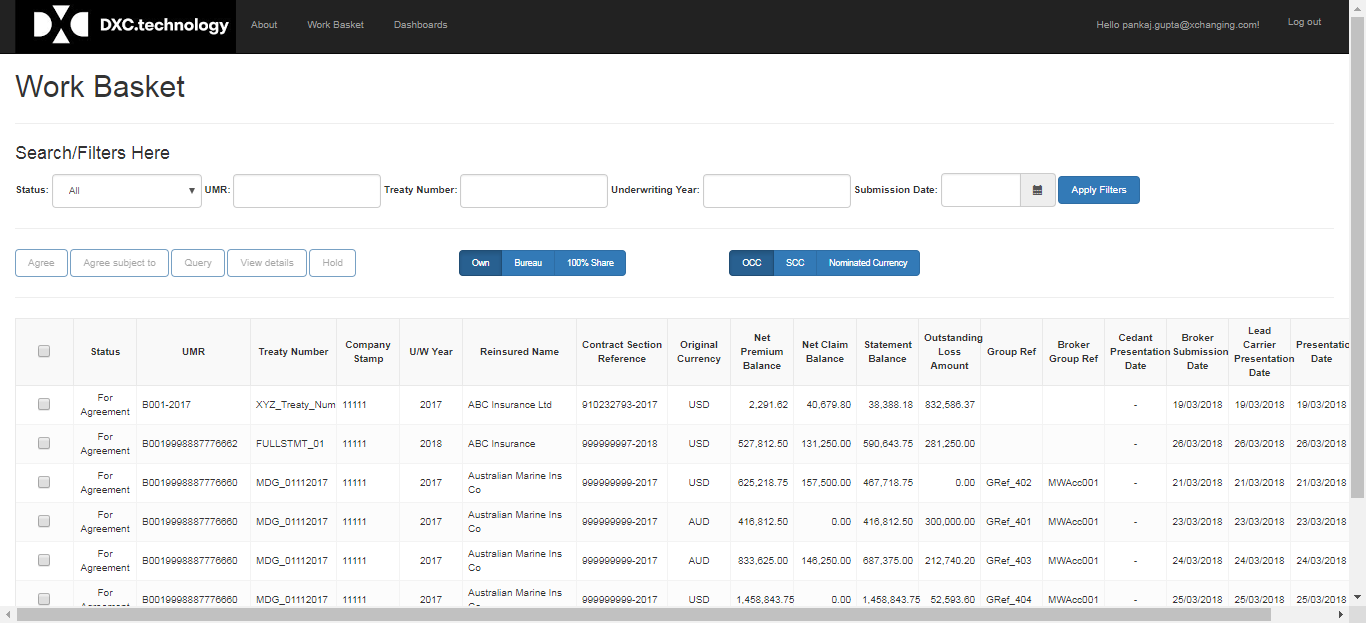 DXC.technology About Work Basket Dashboards Hello pankaj.gupta@xchanging.com! Log out
Work Basket
Search/Filters Here
Status: All UMR: Treaty Number: Underwriting Year: Submission Date: Apply Filters
Agree Agree subject to Query View details Hold Own Bureau 100% Share OCC SCC Nominated Currency
Status UMR Treaty Number Company Stamp U/W Year Reinsured Name Contract Section Reference Original Currency Net Premium Balance Net Claim Balance Statement Balance Outstanding Loss Amount Group Ref Broker Group Ref Cedant Presentation Date Broker Submission Date Lead Carrier Presentation Date Presentatic Date
For Agreement B001-2017 XYZ_Treaty_Num 11111 2017 ABC Insurance Ltd 910232793-2017 USD 2,291.62 40,679.80 38,388.18 832,586.37 - 19/03/2018 19/03/2018 19/03/2018
For Agreement B0019998887776662 FULLSTMT_01 11111 2018 ABC Insurance 999999997-2018 USD 527,812.50 131,250.00 590,643.75 281,250.00 - 26/03/2018 26/03/2018 26/03/2018
For Agreement B0019998887776660 MDG_01112017 11111 2017 Australian Marine Ins Co 999999999-2017 USD 625,218.75 157,500.00 467,718.75 0.00 GRef_402 MWAcc001 - 21/03/2018 21/03/2018 21/03/2018
For Agreement B0019998887776660 MDG_01112017 11111 2017 Australian Marine Ins Co 999999999-2017 AUD 416,812.50 0.00 416,812.50 300,000.00 GRef_401 MWAcc001 - 23/03/2018 23/03/2018 23/03/2018
For Agreement B0019998887776660 MDG_01112017 11111 2017 Australian Marine Ins Co 999999999-2017 AUD 833,625.00 146,250.00 687,375.00 212,740.20 GRef_403 MWAcc001 - 24/03/2018 24/03/2018 24/03/2018
For Agreement B0019998887776660 MDG_01112017 11111 2017 Australian Marine Ins Co 999999999-2017 USD 1,458,843.75 0.00 1,458,843.75 52,593.60 GRef_404 MWAcc001 - 25/03/2018 25/03/2018 25/03/2018